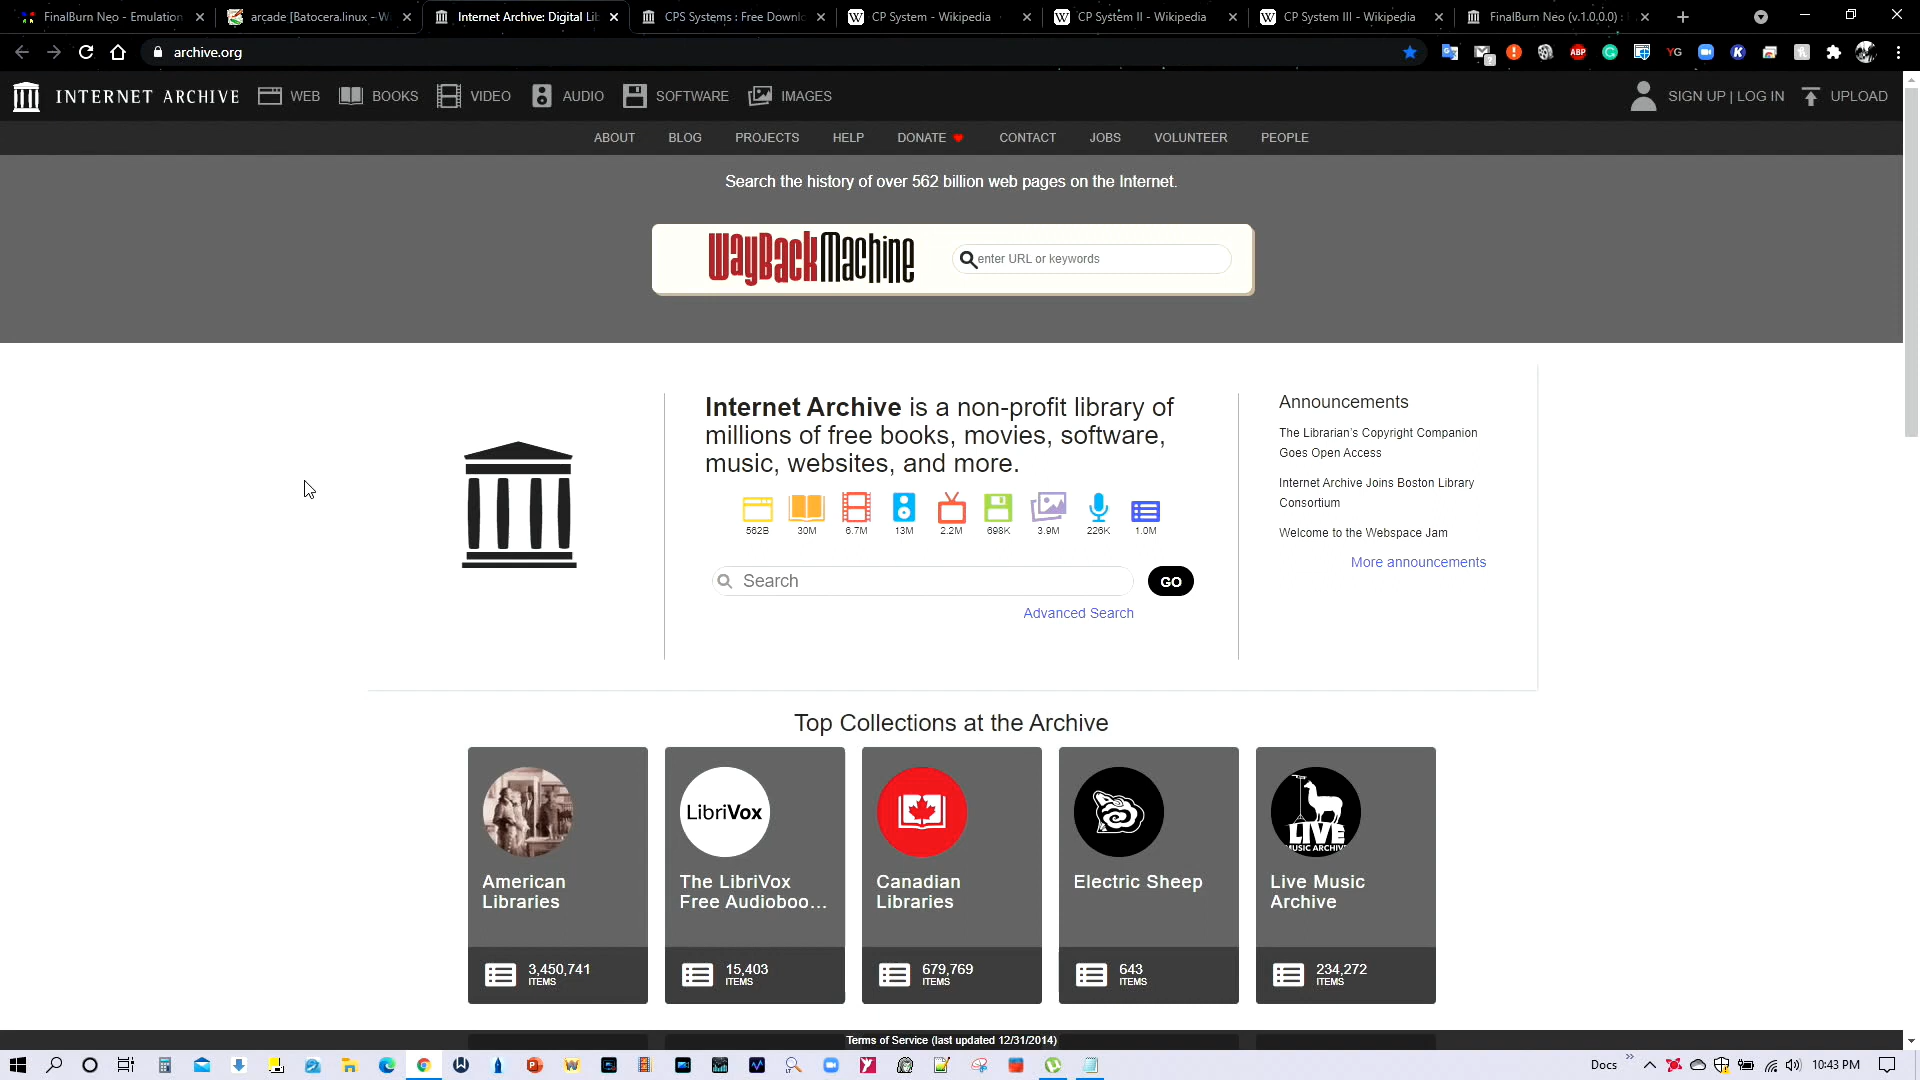 FinalBurn Neo - Emulation
arcade [Batocera.linux - W
Internet Archive: Digital Lib
CPS Systems : Free Downl
CP System - Wikipedia
CP System II - Wikipedia
CP System III - Wikipedia
FinalBurn Neo (v.1.0.0.0) :
archive.org
ABP
YG
INTERNET ARCHIVE
WEB
BOOKS
VIDEO
AUDIO
SOFTWARE
IMAGES
SIGN UP | LOG IN
UPLOAD
ABOUT
BLOG
PROJECTS
HELP
DONATE
CONTACT
JOBS
VOLUNTEER
PEOPLE
Search the history of over 562 billion web pages on the Internet.
WayBackMachine
enter URL or keywords
Internet Archive is a non-profit library of
millions of free books, movies, software,
music, websites, and more.
562B
30M
6.7M
13M
2.2M
698K
3.9M
226K
1.0M
Search
GO
Advanced Search
Announcements
The Librarian's Copyright Companion
Goes Open Access
Internet Archive Joins Boston Library
Consortium
Welcome to the Webspace Jam
More announcements
Top Collections at the Archive
American
Libraries
3,450,741
ITEMS
LibriVox
The LibriVox
Free Audioboo...
15,403
ITEMS
Canadian
Libraries
679,769
ITEMS
Electric Sheep
643
ITEMS
LIVE
MUSIC ARCHIVE
Live Music
Archive
234,272
ITEMS
Terms of Service (last updated 12/31/2014)
Docs
10:43 PM